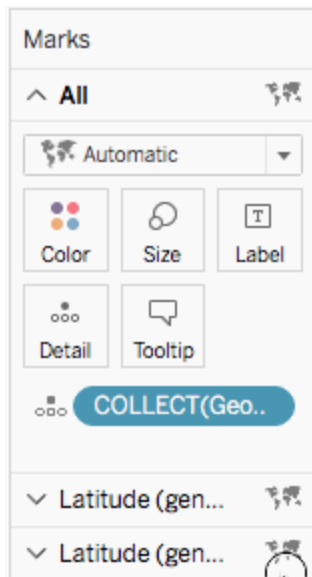 Marks
All
Automatic
Color Size T Label
Detail Tooltip
COLLECT(Geo..
Latitude (gen...
Latitude (gen...